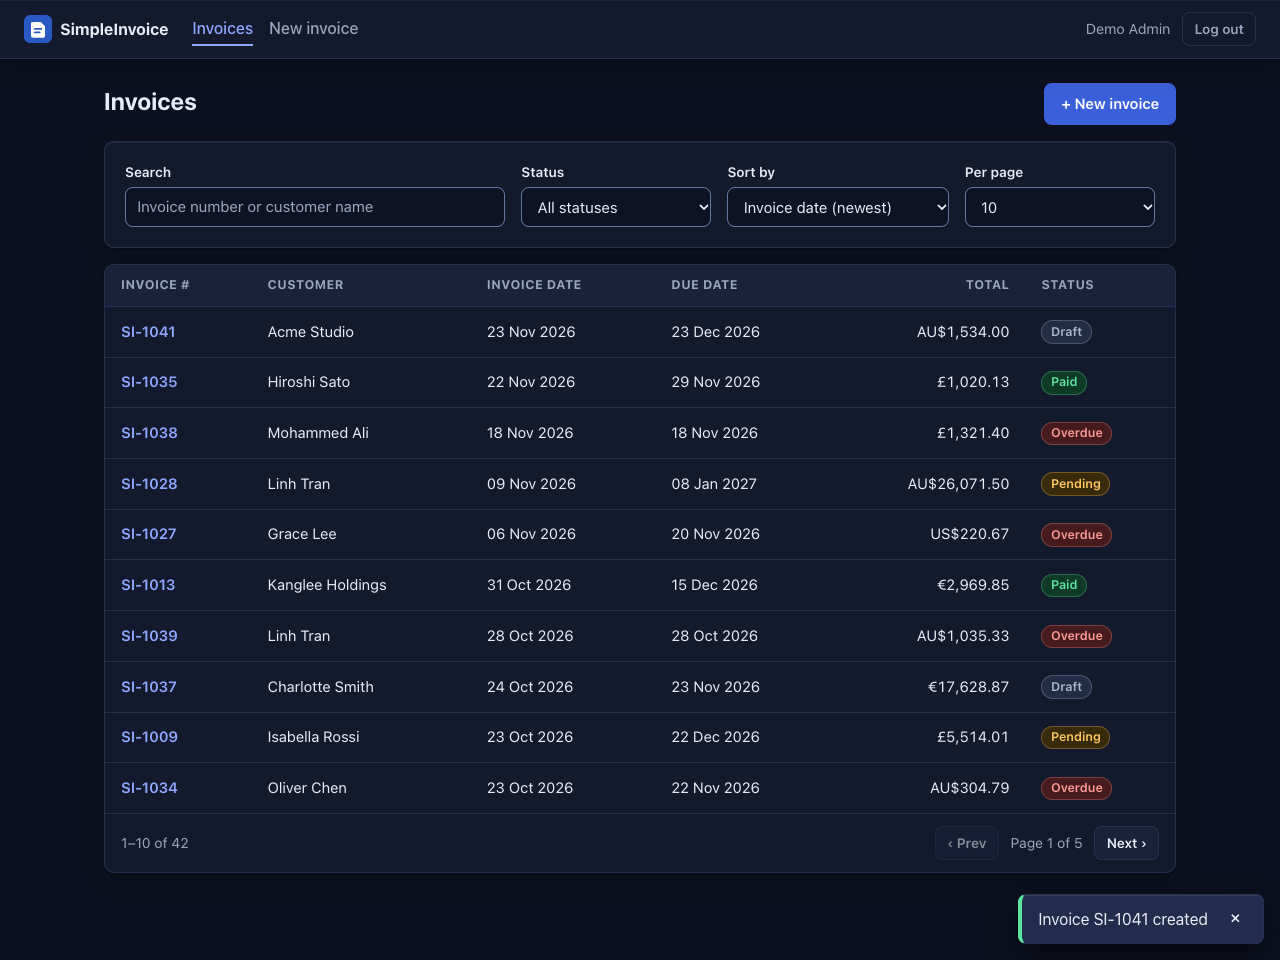 SimpleInvoice Invoices New invoice Demo Admin Log out
Invoices + New invoice
Search Status Sort by Per page
Invoice number or customer name All statuses Invoice date (newest) 10
INVOICE # CUSTOMER INVOICE DATE DUE DATE TOTAL STATUS
SI-1041 Acme Studio 23 Nov 2026 23 Dec 2026 AU$1,534.00 Draft
SI-1035 Hiroshi Sato 22 Nov 2026 29 Nov 2026 £1,020.13 Paid
SI-1038 Mohammed Ali 18 Nov 2026 18 Nov 2026 £1,321.40 Overdue
SI-1028 Linh Tran 09 Nov 2026 08 Jan 2027 AU$26,071.50 Pending
SI-1027 Grace Lee 06 Nov 2026 20 Nov 2026 US$220.67 Overdue
SI-1013 Kanglee Holdings 31 Oct 2026 15 Dec 2026 €2,969.85 Paid
SI-1039 Linh Tran 28 Oct 2026 28 Oct 2026 AU$1,035.33 Overdue
SI-1037 Charlotte Smith 24 Oct 2026 23 Nov 2026 €17,628.87 Draft
SI-1009 Isabella Rossi 23 Oct 2026 22 Dec 2026 £5,514.01 Pending
SI-1034 Oliver Chen 23 Oct 2026 22 Nov 2026 AU$304.79 Overdue
1–10 of 42 ‹ Prev Page 1 of 5 Next ›
Invoice SI-1041 created ×